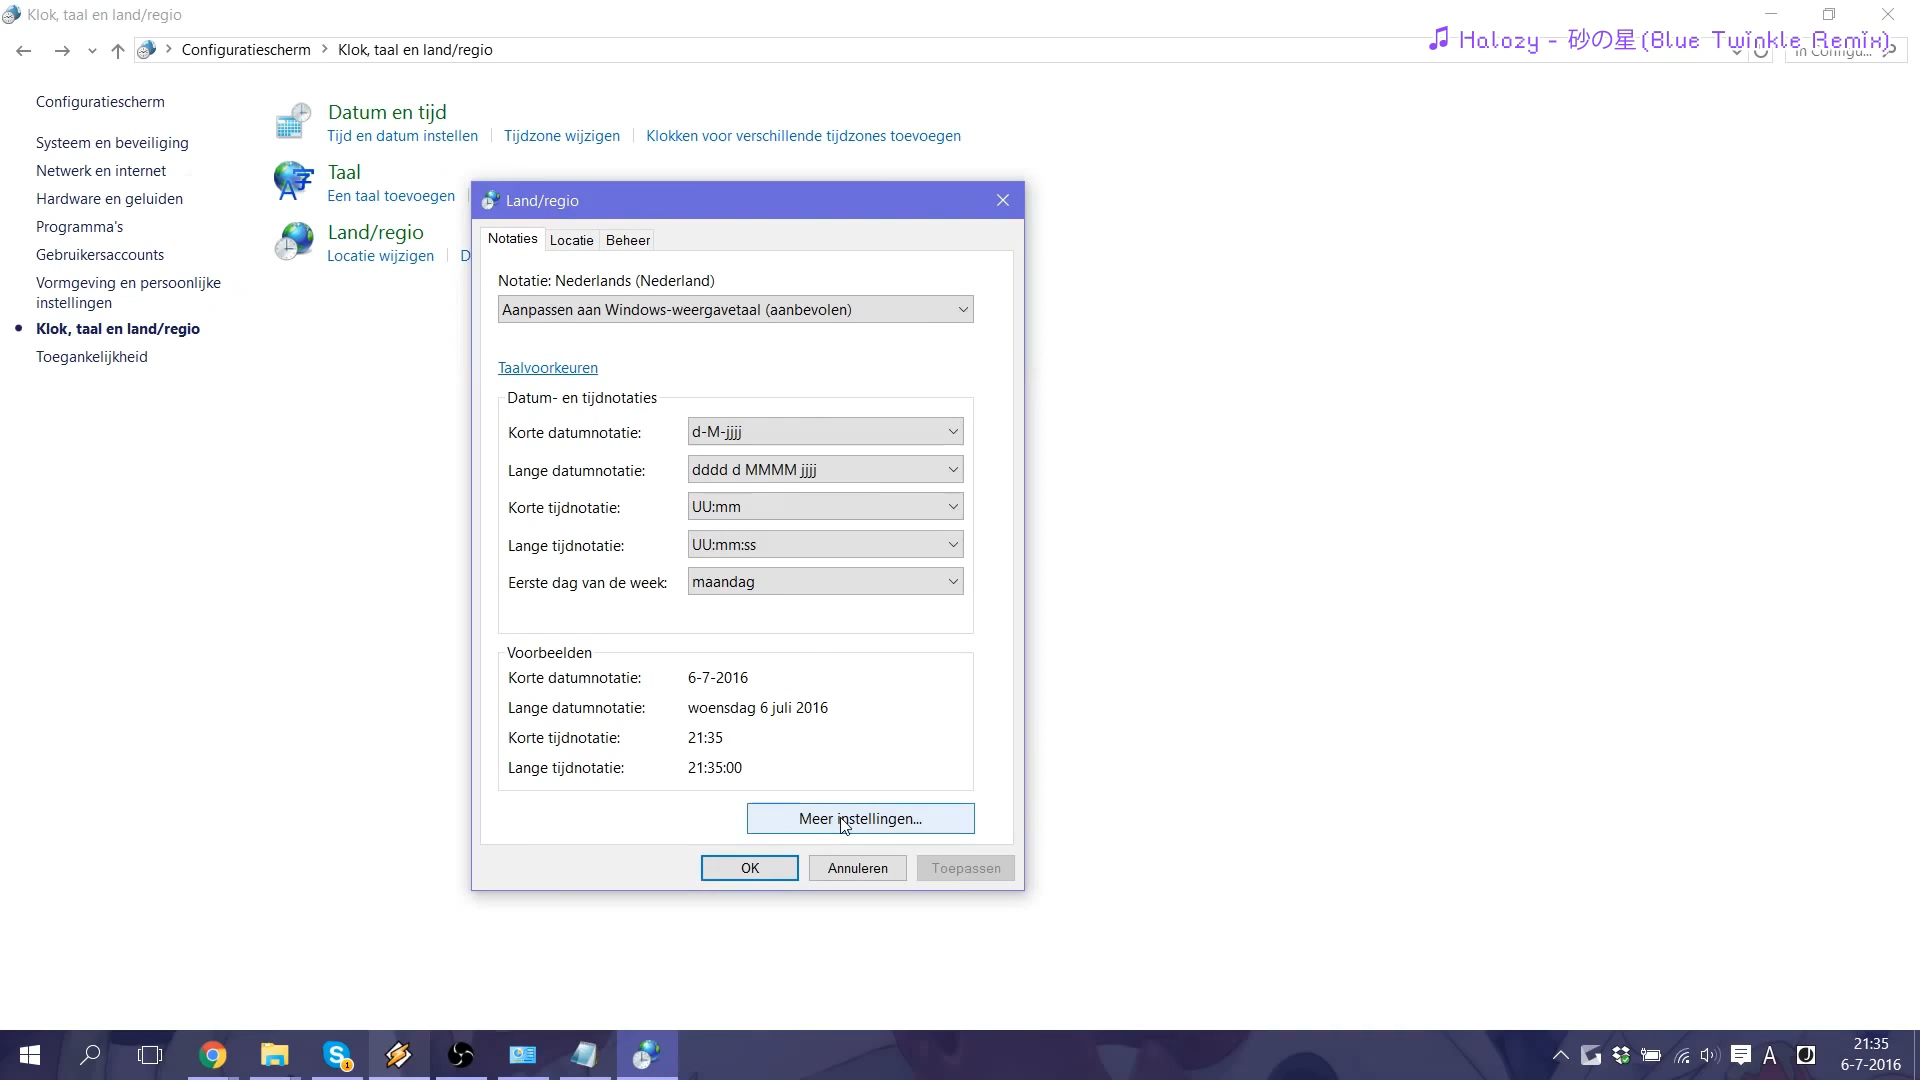 Klok, taal en land/regio
Configuratiescherm
Klok, taal en land/regio
Halozy - 砂の星(Blue Twinkle Remix)
Configuratiescherm
Systeem en beveiliging
Netwerk en internet
Hardware en geluiden
Programma's
Gebruikersaccounts
Vormgeving en persoonlijke
instellingen
Klok, taal en land/regio
Toegankelijkheid
Datum en tijd
Tijd en datum instellen
Tijdzone wijzigen
Klokken voor verschillende tijdzones toevoegen
Taal
Een taal toevoegen
Land/regio
Locatie wijzigen
D
Land/regio
Notaties
Locatie
Beheer
Notatie: Nederlands (Nederland)
Aanpassen aan Windows-weergavetaal (aanbevolen)
Taalvoorkeuren
Datum- en tijdnotaties
Korte datumnotatie:
d-M-jjjj
Lange datumnotatie:
dddd d MMMM jjjj
Korte tijdnotatie:
UU:mm
Lange tijdnotatie:
UU:mm:ss
Eerste dag van de week:
maandag
Voorbeelden
Korte datumnotatie:
6-7-2016
Lange datumnotatie:
woensdag 6 juli 2016
Korte tijdnotatie:
21:35
Lange tijdnotatie:
21:35:00
Meer instellingen...
OK
Annuleren
Toepassen
1
A
21:35
6-7-2016